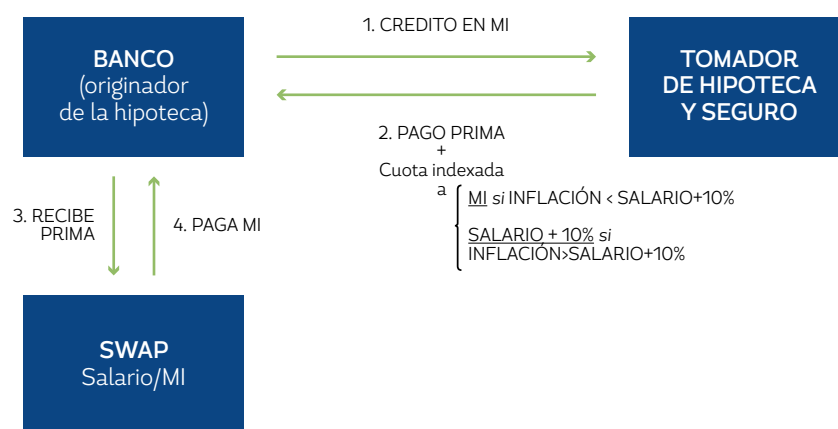 1. CREDITO EN MI
BANCO
(originador
de la hipoteca)
TOMADOR
DE HIPOTECA
Y SEGURO
2. PAGO PRIMA
+
Cuota indexada
a
MI si INFLACIÓN < SALARIO+10%
SALARIO + 10% si
INFLACIÓN>SALARIO+10%
3. RECIBE
PRIMA
4. PAGA MI
SWAP
Salario/MI